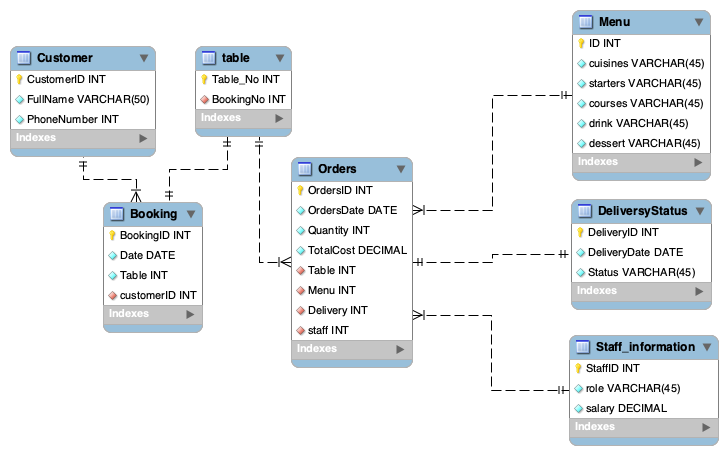 Customer
CustomerID INT
FullName VARCHAR(50)
PhoneNumber INT
Indexes
table
Table_No INT
BookingNo INT
Indexes
Menu
ID INT
cuisines VARCHAR(45)
starters VARCHAR(45)
courses VARCHAR(45)
drink VARCHAR(45)
dessert VARCHAR(45)
Indexes
Booking
BookingID INT
Date DATE
Table INT
customerID INT
Indexes
Orders
OrdersID INT
OrdersDate DATE
Quantity INT
TotalCost DECIMAL
Table INT
Menu INT
Delivery INT
staff INT
Indexes
DeliversyStatus
DeliveryID INT
DeliveryDate DATE
Status VARCHAR(45)
Indexes
Staff_information
StaffID INT
role VARCHAR(45)
salary DECIMAL
Indexes